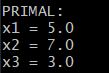 PRIMAL:
x1 = 5.0
x2 = 7.0
x3 = 3.0